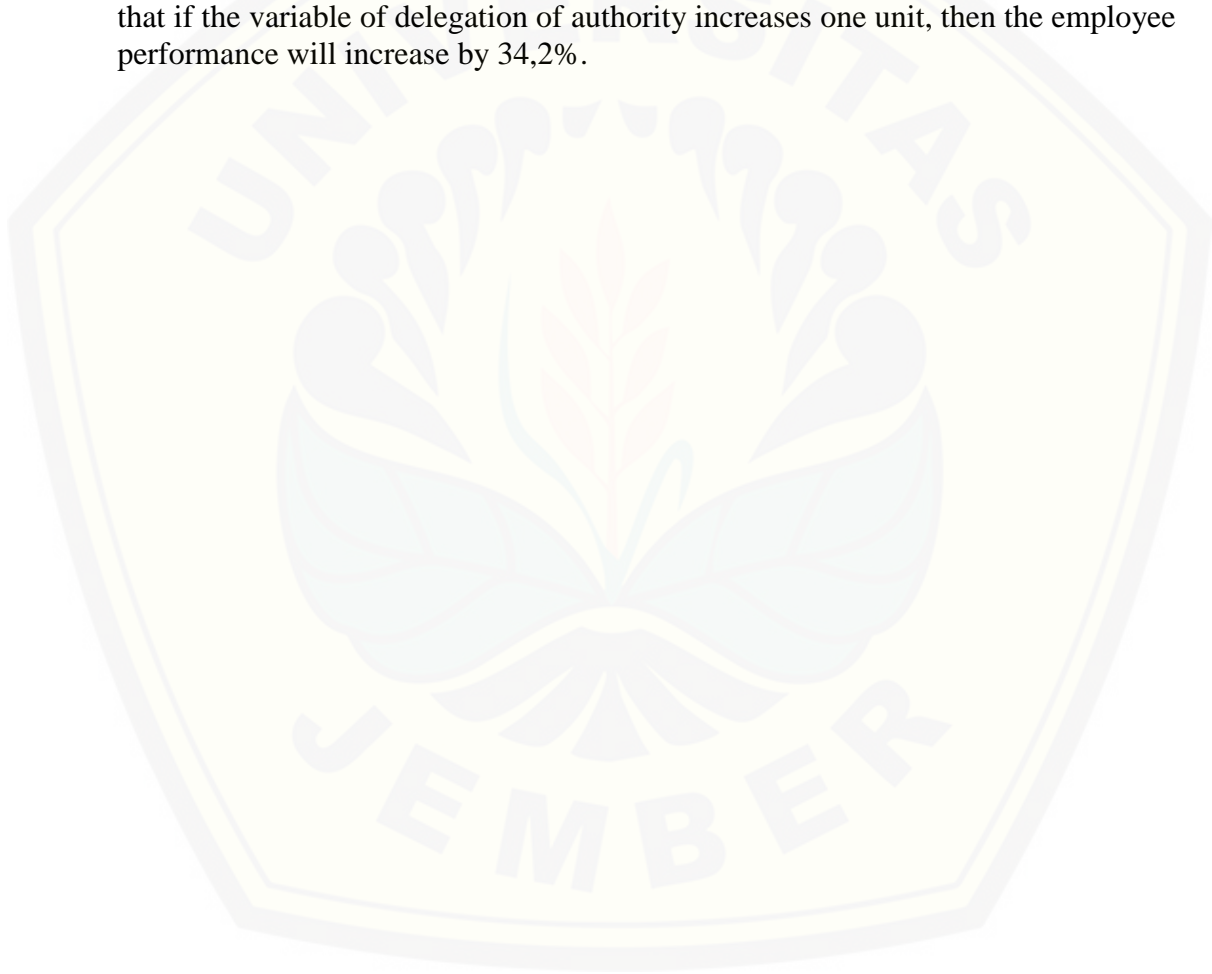 that if the variable of delegation of authority increases one unit, then the employee
performance will increase by 34,2%.
UNIVERSITAS
JEMBER